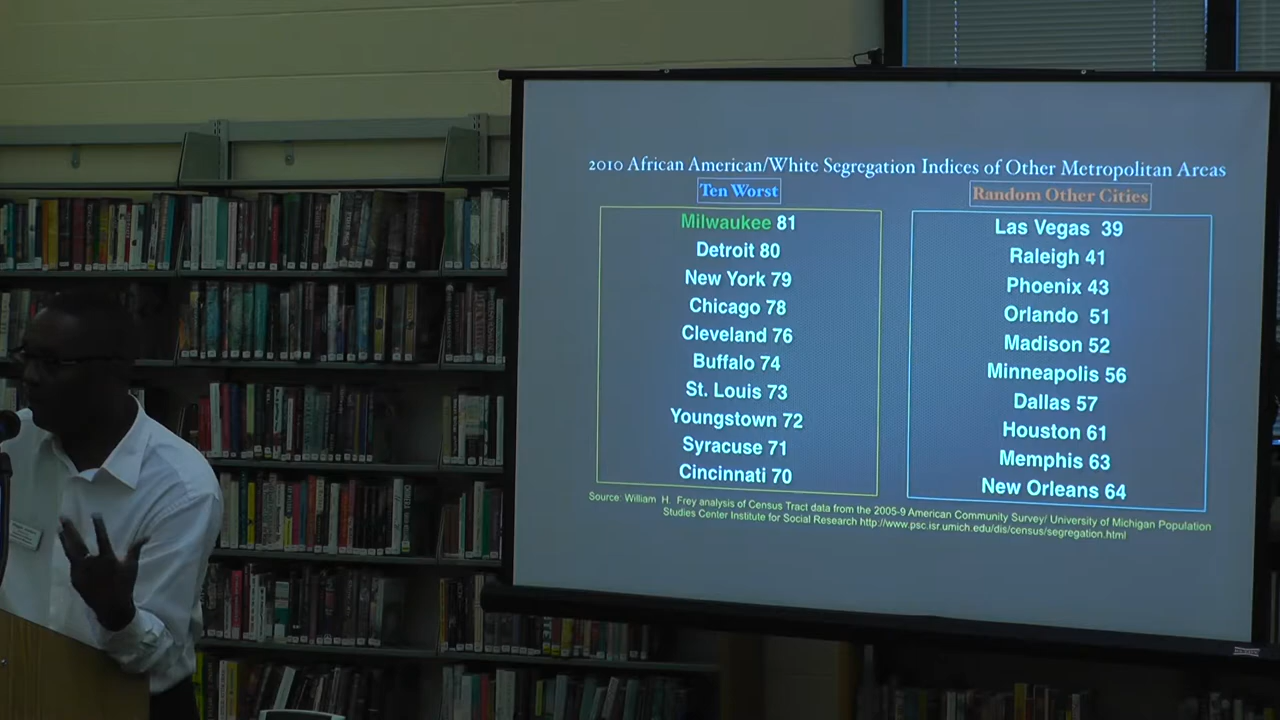 2010 African American/White Segregation Indices of Other Metropolitan Areas
Ten Worst
Milwaukee 81
Detroit 80
New York 79
Chicago 78
Cleveland 76
Buffalo 74
St. Louis 73
Youngstown 72
Syracuse 71
Cincinnati 70
Random Other Cities
Las Vegas 39
Raleigh 41
Phoenix 43
Orlando 51
Madison 52
Minneapolis 56
Dallas 57
Houston 61
Memphis 63
New Orleans 64
Source: William H. Frey analysis of Census Tract data from the 2005-9 American Community Survey/ University of Michigan Population
Studies Center Institute for Social Research http://www.psc.isr.umich.edu/dis/census/segregation.html